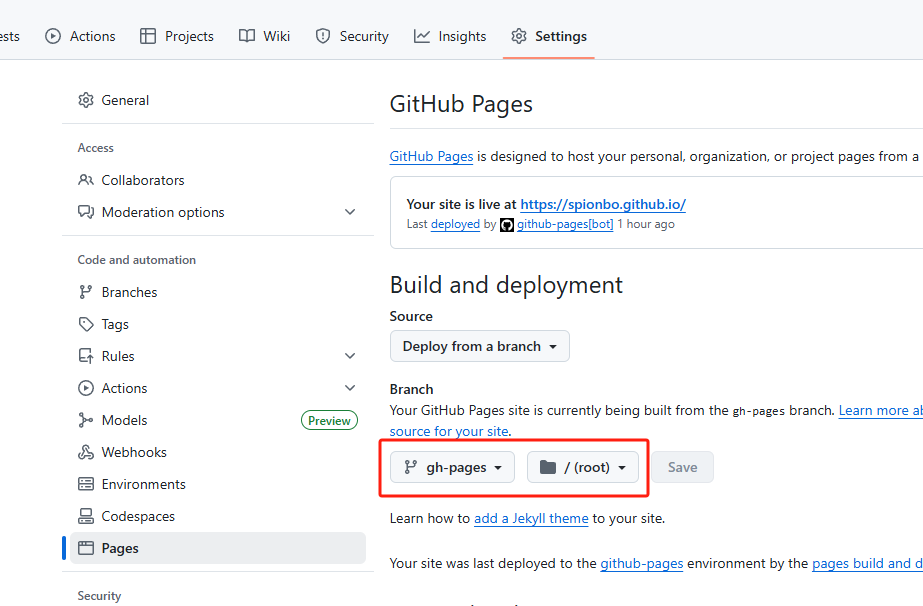 ests Actions Projects Wiki Security Insights Settings
General
Access
Collaborators
Moderation options
Code and automation
Branches
Tags
Rules
Actions
Models Preview
Webhooks
Environments
Codespaces
Pages
Security
GitHub Pages
GitHub Pages is designed to host your personal, organization, or project pages from a
Your site is live at https://spionbo.github.io/
Last deployed by github-pages[bot] 1 hour ago
Build and deployment
Source
Deploy from a branch
Branch
Your GitHub Pages site is currently being built from the gh-pages branch. Learn more ab
source for your site.
gh-pages / (root) Save
Learn how to add a Jekyll theme to your site.
Your site was last deployed to the github-pages environment by the pages build and d